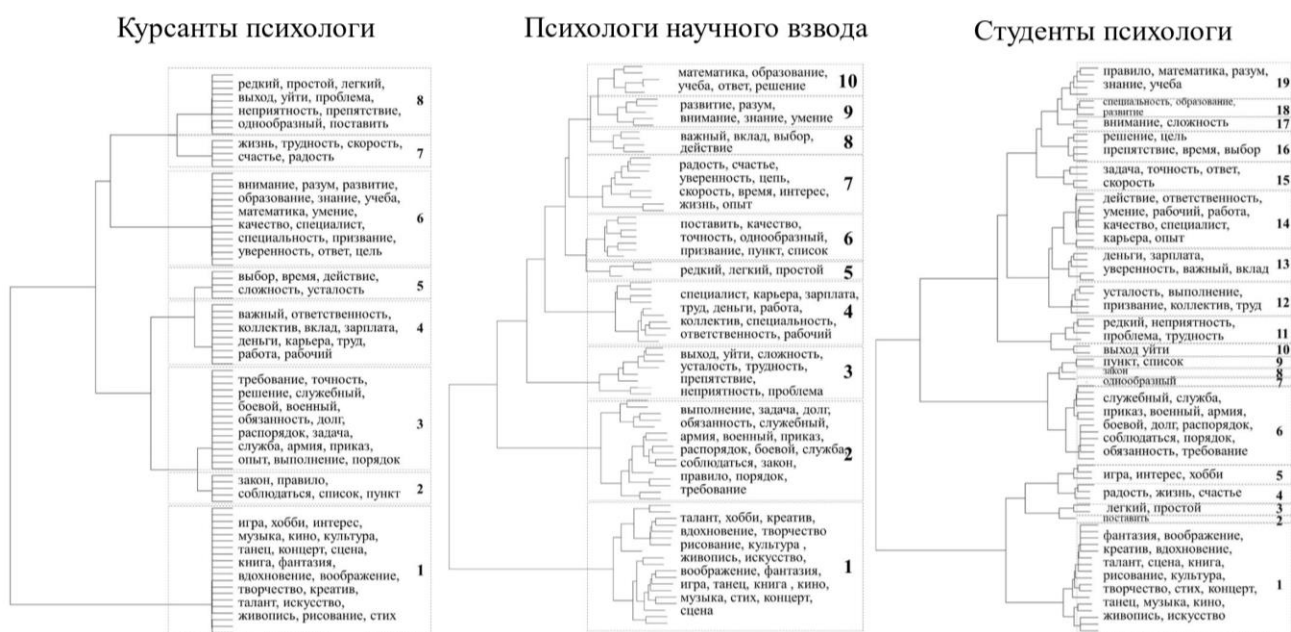 Курсанты психологи
редкий, простой, легкий,
выход, уйти, проблема,
неприятность, препятствие,
однообразный, поставить
8
жизнь, трудность, скорость,
счастье, радость
7
внимание, разум, развитие,
образование, знание, учеба,
математика, умение,
качество, специалист,
специальность, призвание,
уверенность, ответ, цель
6
выбор, время, действие,
сложность, усталость
5
важный, ответственность,
коллектив, вклад, зарплата,
деньги, карьера, труд,
работа, рабочий
4
требование, точность,
решение, служебный,
боевой, военный,
обязанность, долг,
распорядок, задача,
служба, армия, приказ,
опыт, выполнение, порядок
3
закон, правило,
соблюдаться, список, пункт
2
игра, хобби, интерес,
музыка, кино, культура,
танец, концерт, сцена,
книга, фантазия,
вдохновение, воображение,
творчество, креатив,
талант, искусство,
живопись, рисование, стих
1
Психологи научного взвода
математика, образование,
учеба, ответ, решение
10
развитие, разум,
внимание, знание, умение
9
важный, вклад, выбор,
действие
8
радость, счастье,
уверенность, цель,
скорость, время, интерес,
жизнь, опыт
7
поставить, качество,
точность, однообразный,
призвание, пункт, список
6
редкий, легкий, простой
5
специалист, карьера, зарплата,
труд, деньги, работа,
коллектив, специальность,
ответственность, рабочий
4
выход, уйти, сложность,
усталость, трудность,
препятствие,
неприятность, проблема
3
выполнение, задача, долг,
обязанность, служебный,
армия, военный, приказ,
распорядок, боевой, служба,
соблюдаться, закон,
правило, порядок,
требование
2
талант, хобби, креатив,
вдохновение, творчество
рисование, культура ,
живопись, искусство,
воображение, фантазия,
игра, танец, книга , кино,
музыка, стих, концерт,
сцена
1
Студенты психологи
правило, математика, разум,
знание, учеба
19
специальность, образование,
развитие
18
внимание, сложность
17
решение, цель
препятствие, время, выбор
16
задача, точность, ответ,
скорость
15
действие, ответственность,
умение, рабочий, работа,
качество, специалист,
карьера, опыт
14
деньги, зарплата,
уверенность, важный, вклад
13
усталость, выполнение,
призвание, коллектив, труд
12
редкий, неприятность,
проблема, трудность
11
выход уйти
10
пункт, список
9
закон
8
однообразный
7
служебный, служба,
приказ, военный, армия,
боевой, долг, распорядок,
соблюдаться, порядок,
обязанность, требование
6
игра, интерес, хобби
5
радость, жизнь, счастье
4
легкий, простой
3
поставить
2
фантазия, воображение,
креатив, вдохновение,
талант, сцена, книга,
рисование, культура,
творчество, стих, концерт,
танец, музыка, кино,
живопись, искусство
1